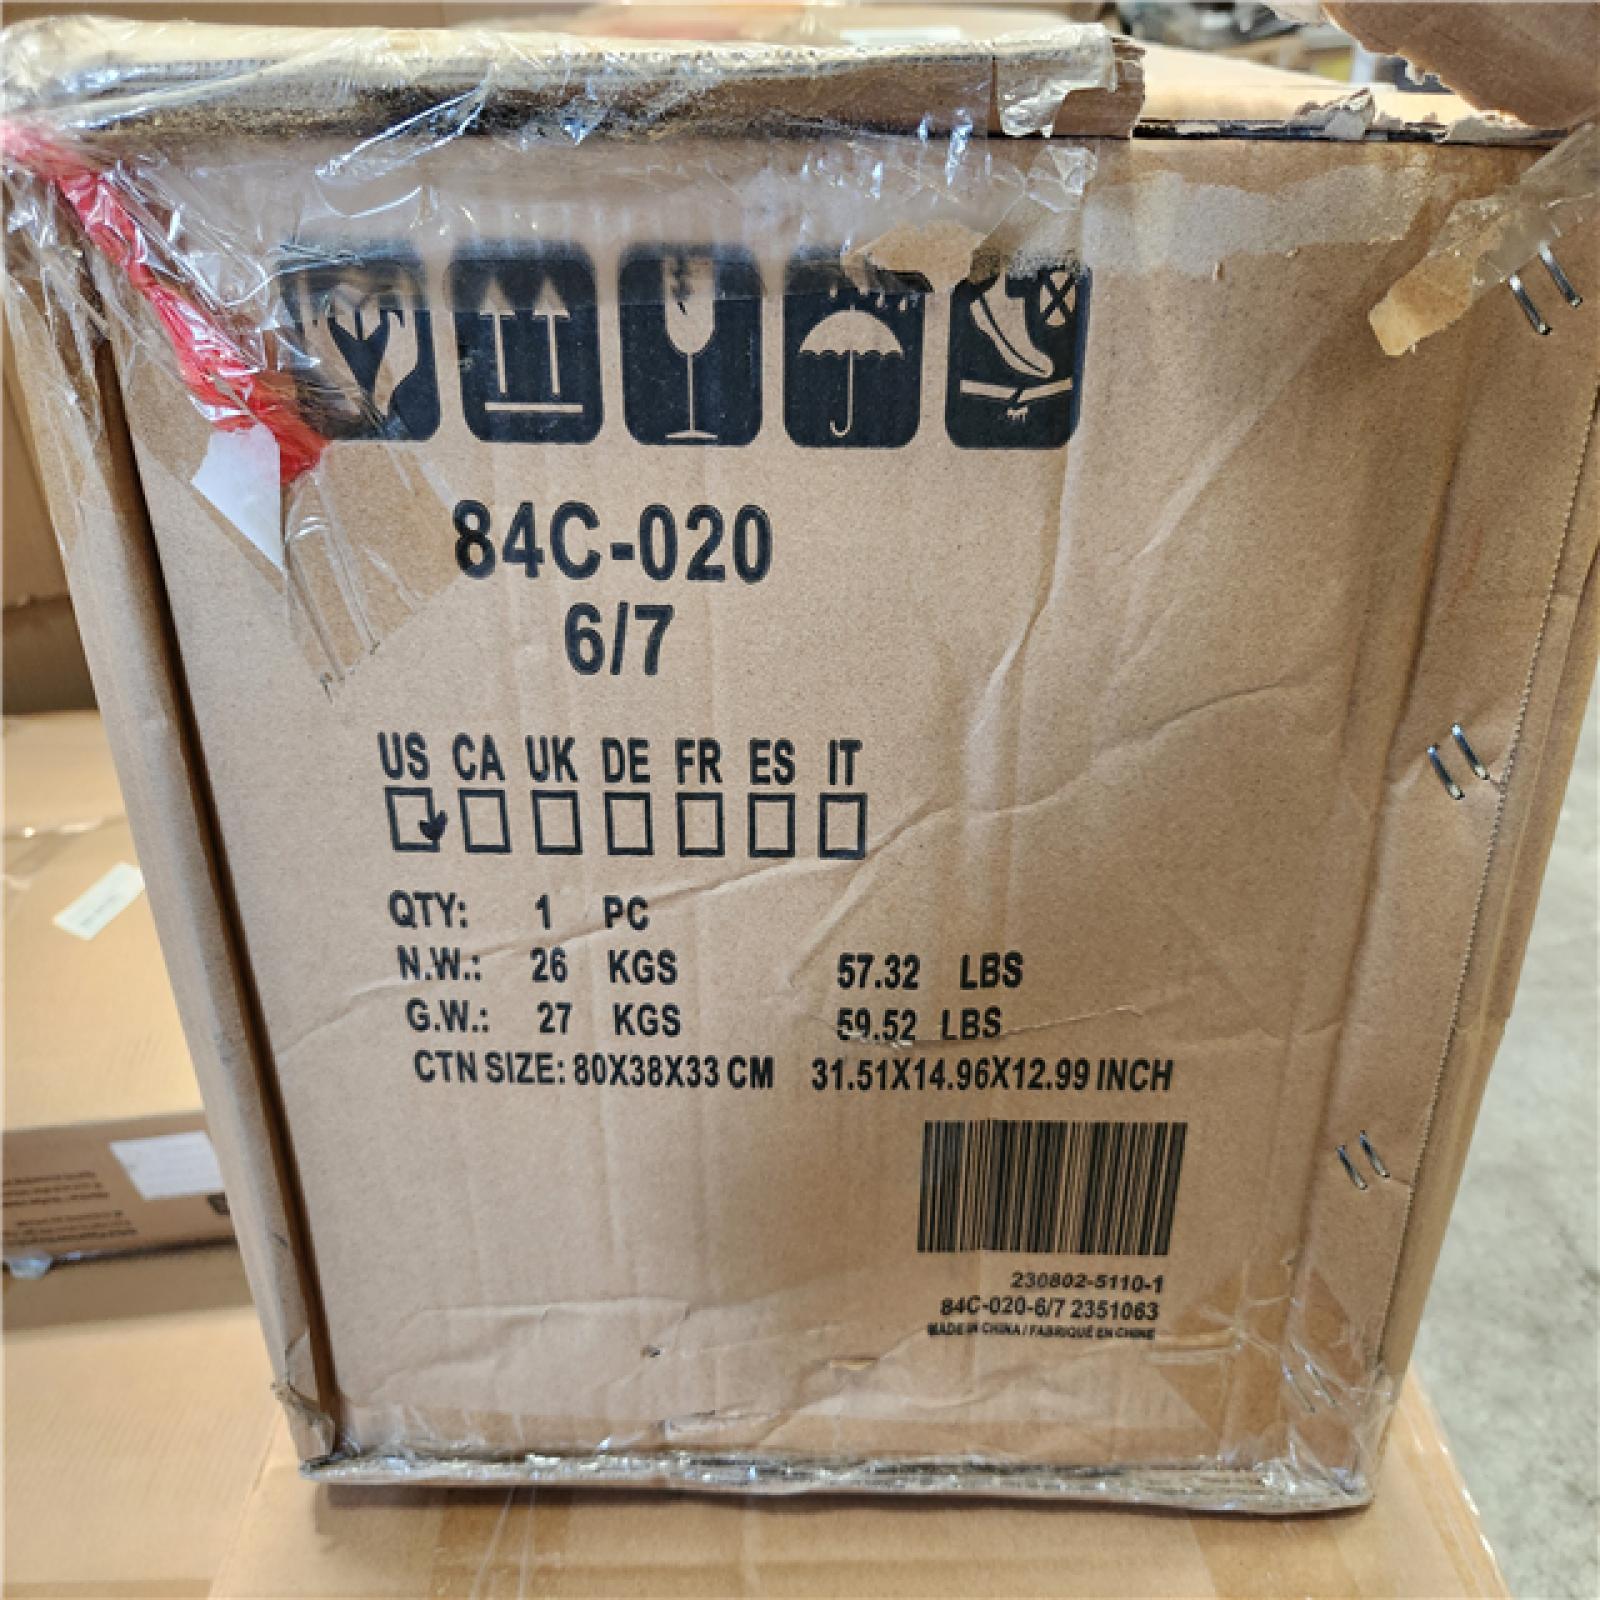 84C-020
6/7
US CA UK DE FR ES IT
QTY: 1 PC
N.W.: 26 KGS 57.32 LBS
G.W.: 27 KGS 59.52 LBS
CTN SIZE: 80X38X33 CM 31.51X14.96X12.99 INCH
230802-5110-1
84C-020-6/7 2351063
MADE IN CHINA / FABRIQUÉ EN CHINE